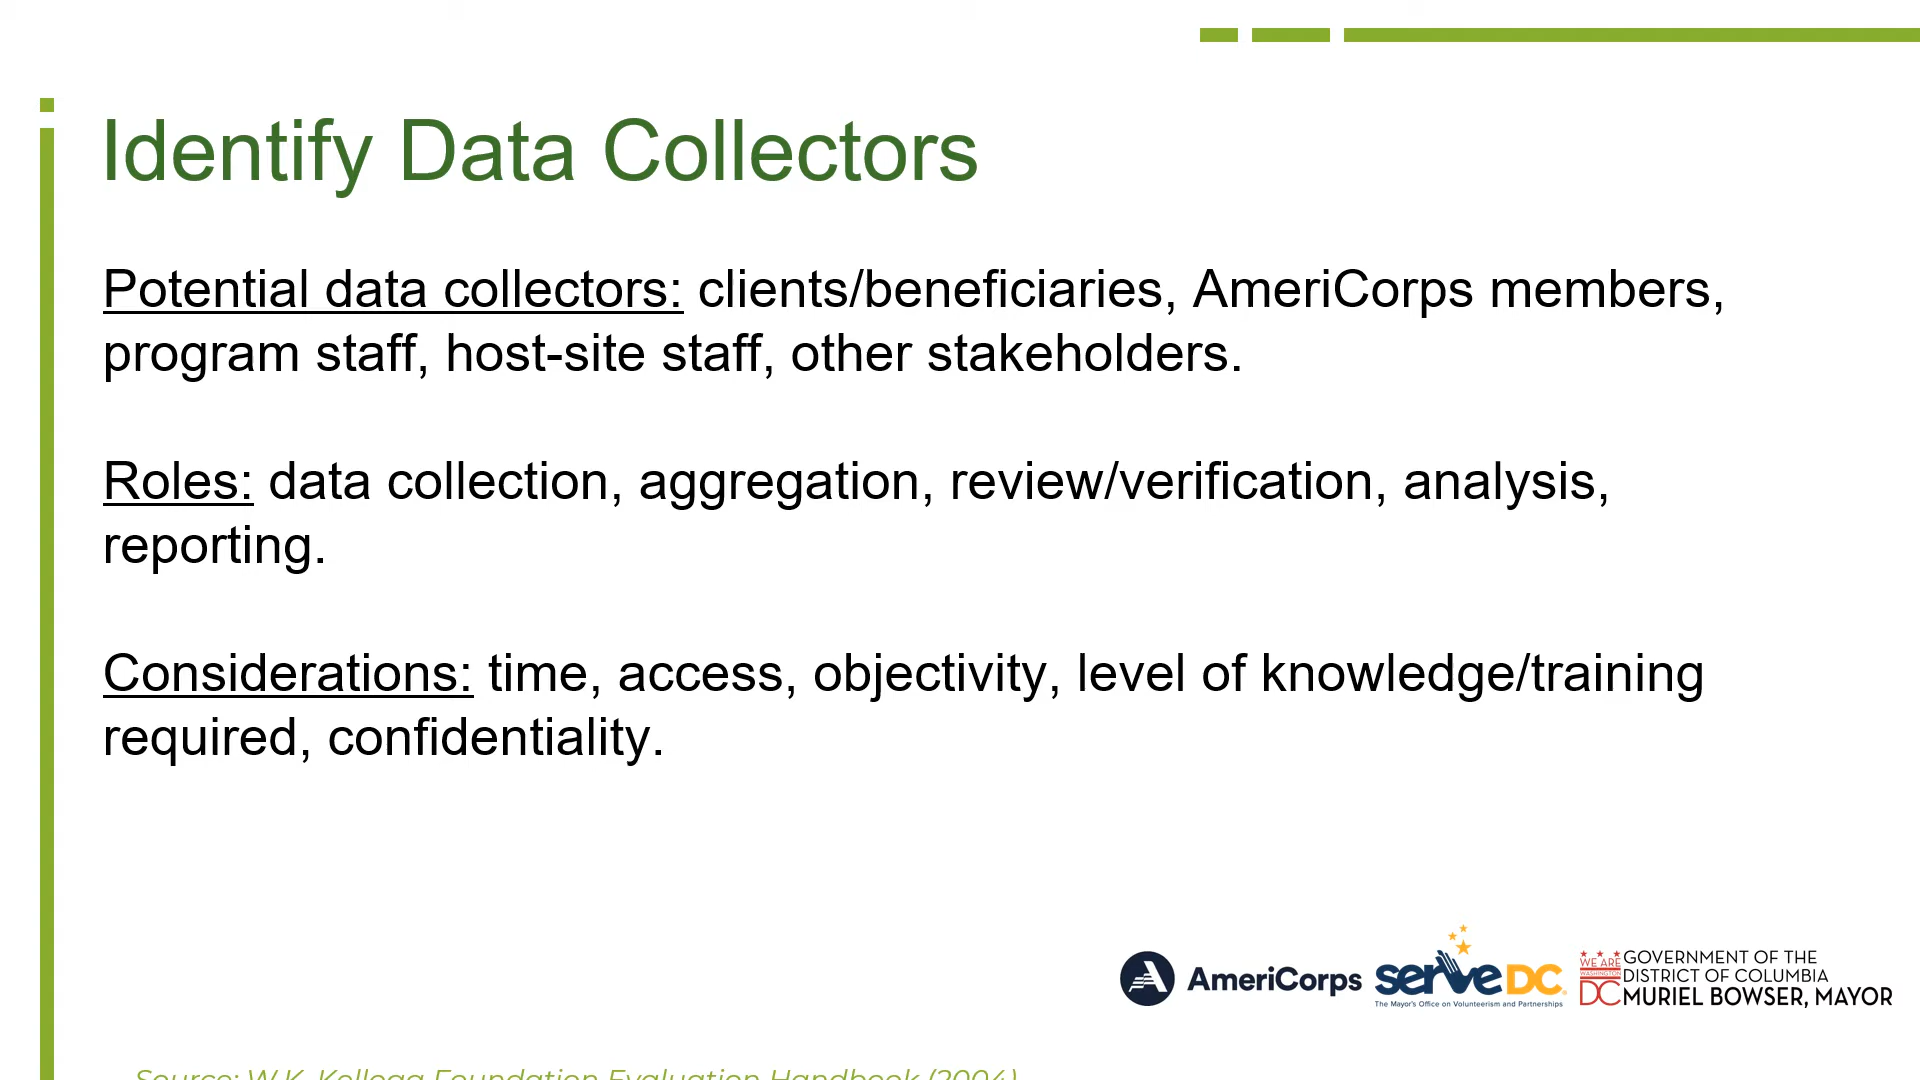 Identify Data Collectors
Potential data collectors: clients/beneficiaries, AmeriCorps members,
program staff, host-site staff, other stakeholders.
Roles: data collection, aggregation, review/verification, analysis,
reporting.
Considerations: time, access, objectivity, level of knowledge/training
required, confidentiality.
AmeriCorps
serve DC
The Mayor's Office on Volunteerism and Partnerships
WE ARE
WASHINGTON
DC
GOVERNMENT OF THE
DISTRICT OF COLUMBIA
MURIEL BOWSER, MAYOR
Source: W.K. Kellogg Foundation Evaluation Handbook (2004)